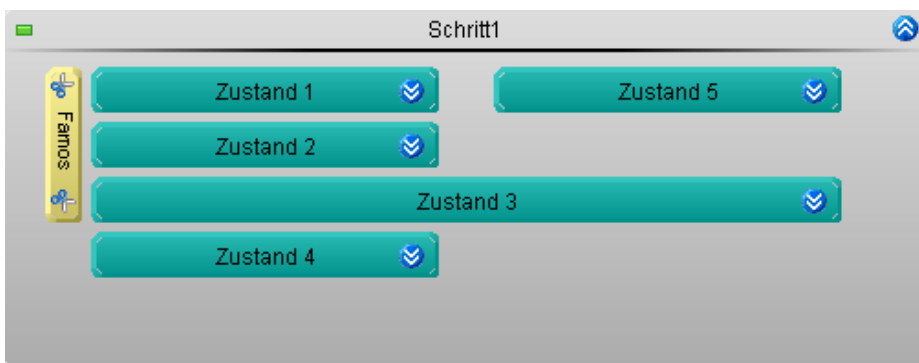 Schritt1
Zustand 1
Zustand 5
Famos
Zustand 2
Zustand 3
Zustand 4